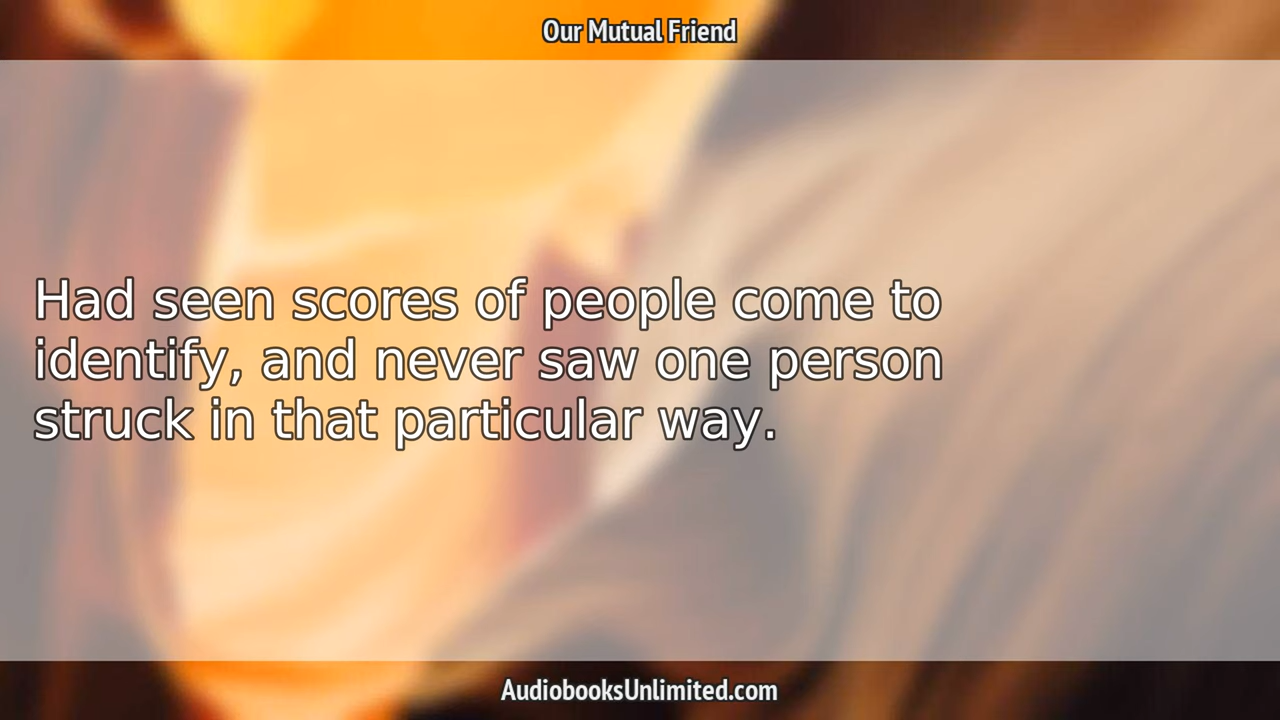 Our Mutual Friend
Had seen scores of people come to
identify, and never saw one person
struck in that particular way.
AudiobooksUnlimited.com